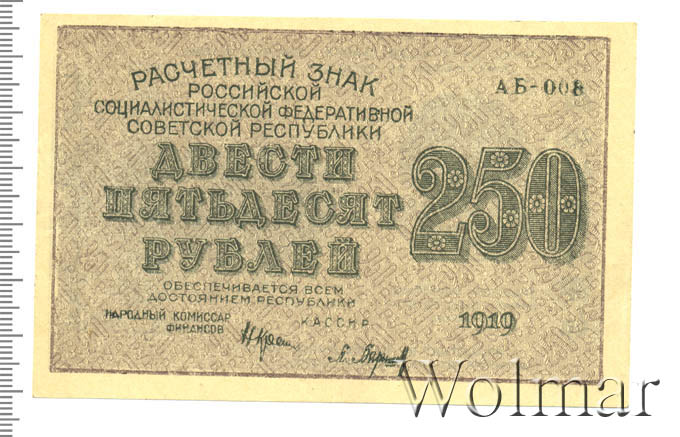 РАСЧЕТНЫЙ ЗНАК
РОССИЙСКОЙ
СОЦИАЛИСТИЧЕСКОЙ ФЕДЕРАТИВНОЙ
СОВЕТСКОЙ РЕСПУБЛИКИ
АБ-008
ДВЕСТИ
ПЯТЬДЕСЯТ
РУБЛЕЙ
250
ОБЕСПЕЧИВАЕТСЯ ВСЕМ
ДОСТОЯНИЕМ РЕСПУБЛИКИ
НАРОДНЫЙ КОМИССАР
ФИНАНСОВ
КАССИР
1919
Wolmar